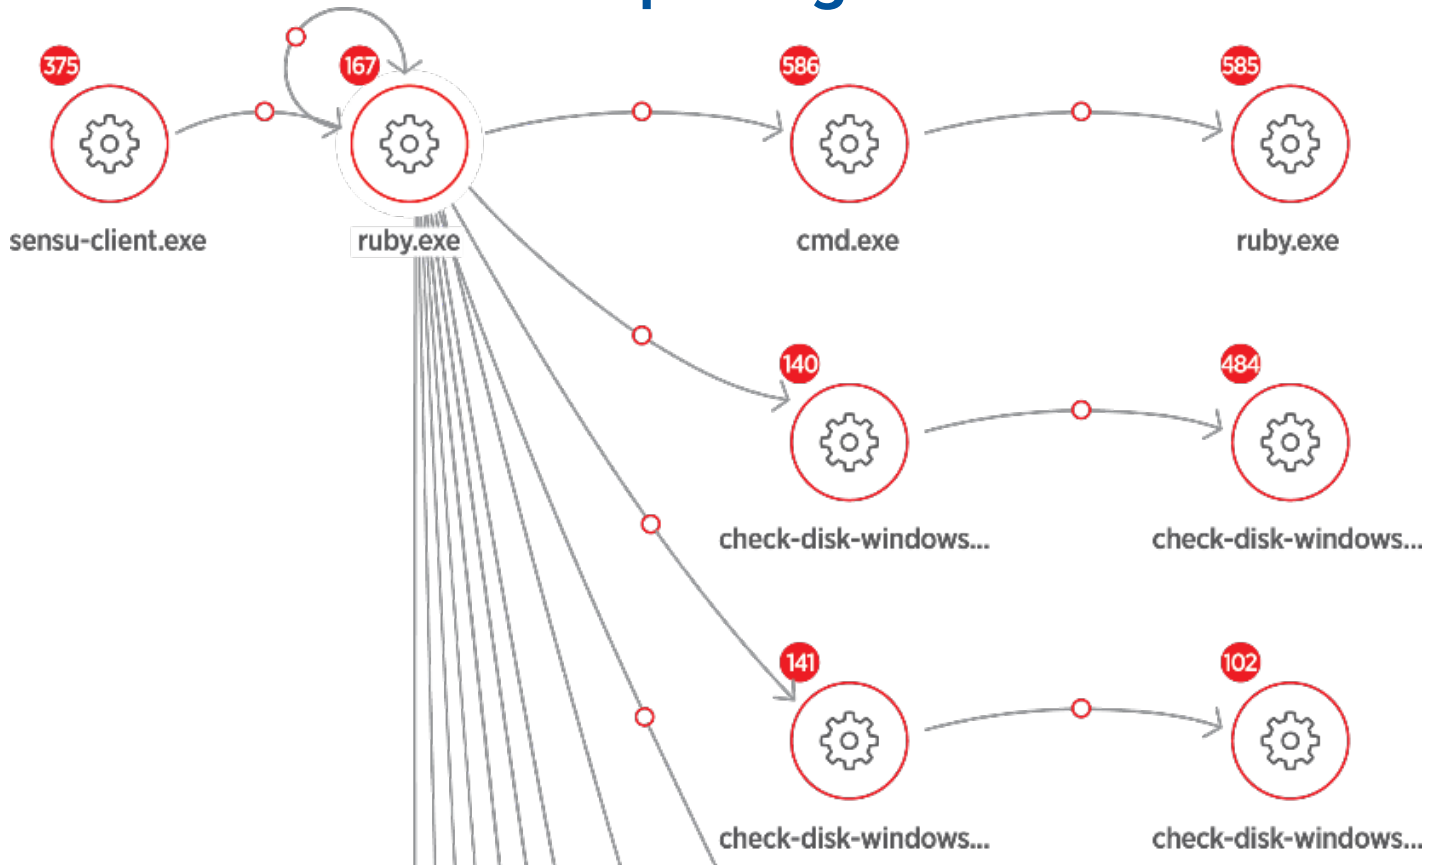 375
167
586
585
sensu-client.exe
ruby.exe
cmd.exe
ruby.exe
140
484
check-disk-windows...
check-disk-windows...
141
102
check-disk-windows...
check-disk-windows...